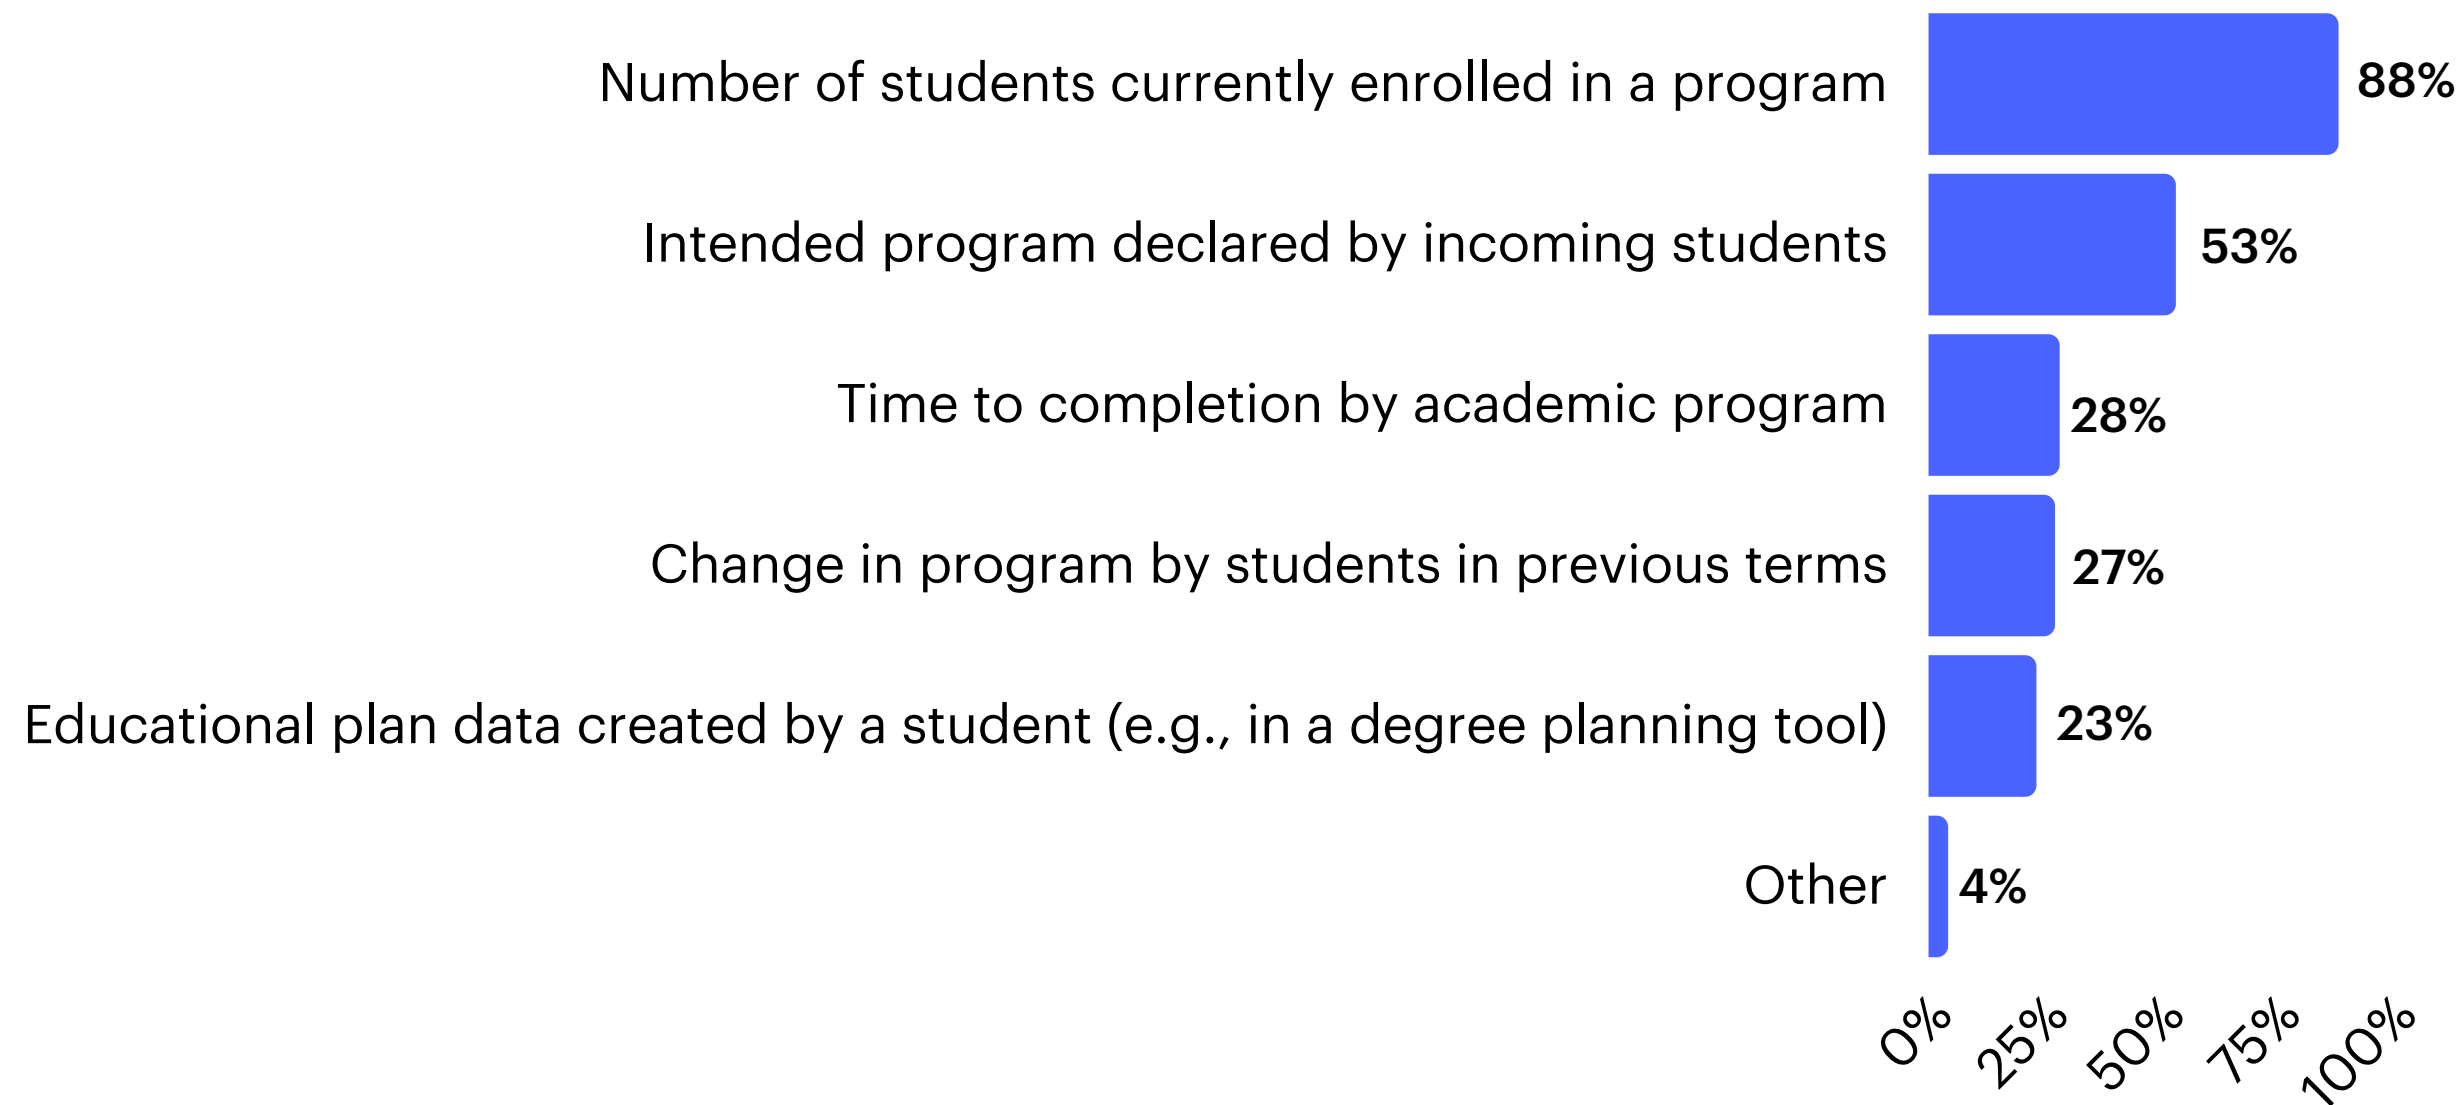 Number of students currently enrolled in a program 88%
Intended program declared by incoming students 53%
Time to completion by academic program 28%
Change in program by students in previous terms 27%
Educational plan data created by a student (e.g., in a degree planning tool) 23%
Other 4%
0% 25% 50% 75% 100%